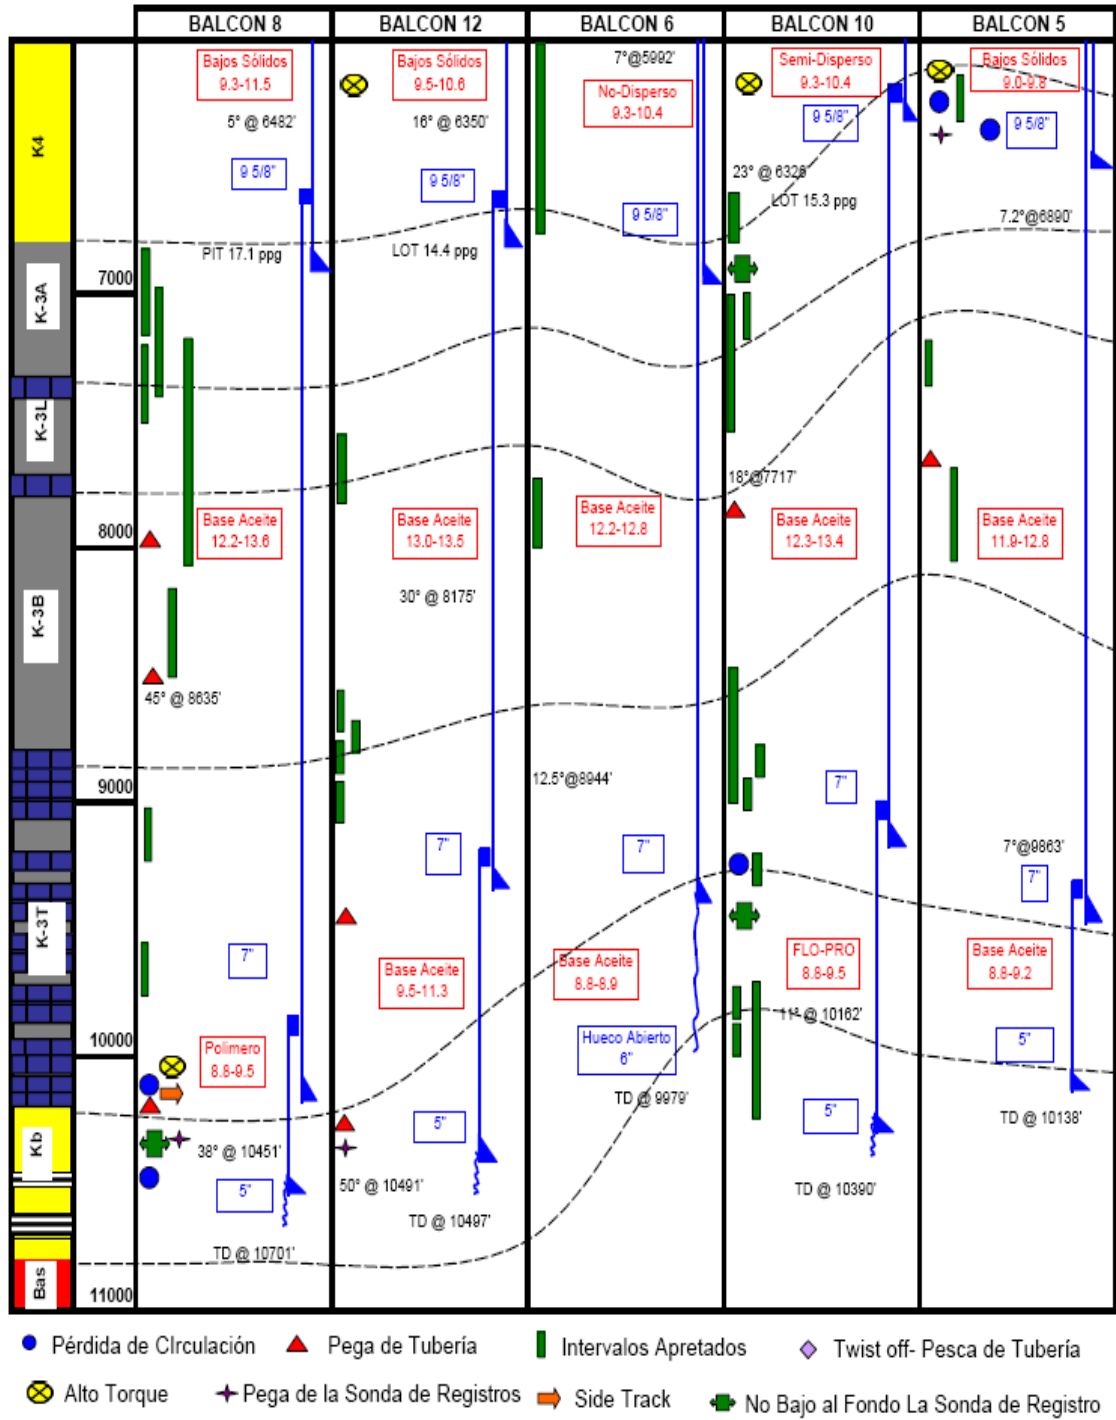 BALCON 8
BALCON 12
BALCON 6
BALCON 10
BALCON 5
K4
K-3A
K-3L
K-3B
K-3T
Kb
Bas
7000
8000
9000
10000
11000
Bajos Sólidos
9.3-11.5
5° @ 6482'
9 5/8"
PIT 17.1 ppg
Base Aceite
12.2-13.6
45° @ 8635'
7"
Polimero
8.8-9.5
38° @ 10451'
5"
TD @ 10701'
Bajos Sólidos
9.5-10.6
16° @ 6350'
9 5/8"
LOT 14.4 ppg
Base Aceite
13.0-13.5
30° @ 8175'
7"
Base Aceite
9.5-11.3
5"
50° @ 10491'
TD @ 10497'
7°@5992'
No-Disperso
9.3-10.4
9 5/8"
Base Aceite
12.2-12.8
12.5°@8944'
7"
Base Aceite
8.8-8.9
Hueco Abierto
6"
TD @ 9979'
Semi-Disperso
9.3-10.4
9 5/8"
23° @ 6326'
LOT 15.3 ppg
18°@7717'
Base Aceite
12.3-13.4
7"
FLO-PRO
8.8-9.5
11° @ 10162'
5"
TD @ 10390'
Bajos Sólidos
9.0-9.8
9 5/8"
7.2°@6890'
Base Aceite
11.9-12.8
7°@9863'
7"
Base Aceite
8.8-9.2
5"
TD @ 10138'
Pérdida de CIrculación
Pega de Tubería
Intervalos Apretados
Twist off- Pesca de Tubería
Alto Torque
Pega de la Sonda de Registros
Side Track
No Bajo al Fondo La Sonda de Registro